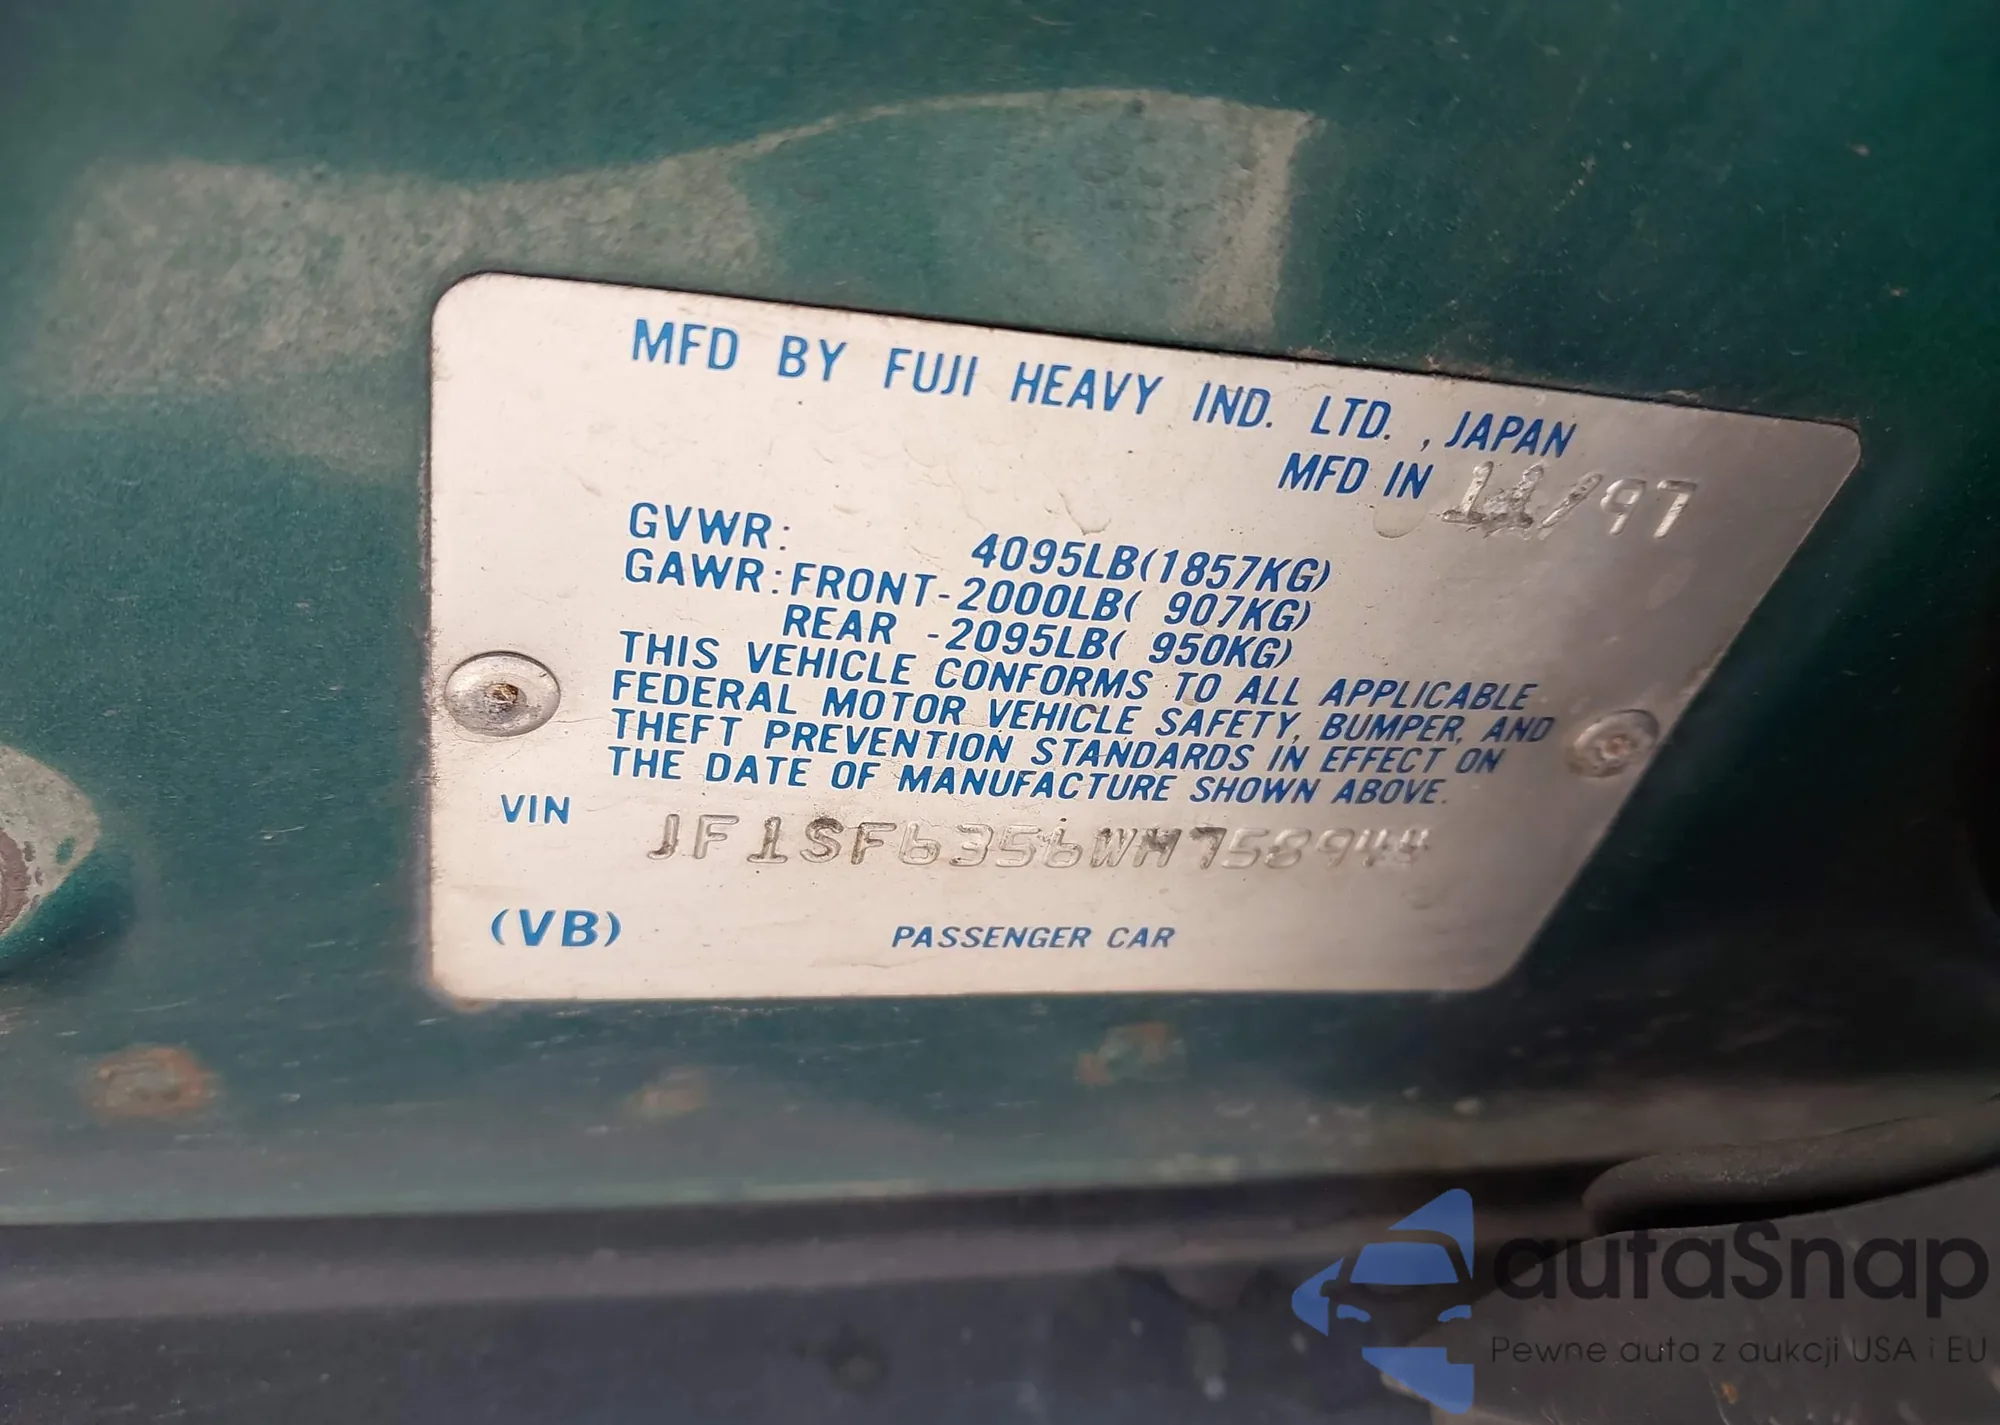 MFD BY FUJI HEAVY IND. LTD. , JAPAN
MFD IN 11/97
GVWR: 4095LB(1857KG)
GAWR: FRONT-2000LB( 907KG)
REAR -2095LB( 950KG)
THIS VEHICLE CONFORMS TO ALL APPLICABLE
FEDERAL MOTOR VEHICLE SAFETY, BUMPER, AND
THEFT PREVENTION STANDARDS IN EFFECT ON
THE DATE OF MANUFACTURE SHOWN ABOVE.
VIN JF1SF6356WH758944
(VB) PASSENGER CAR
autaSnap
Pewne auta z aukcji USA i EU